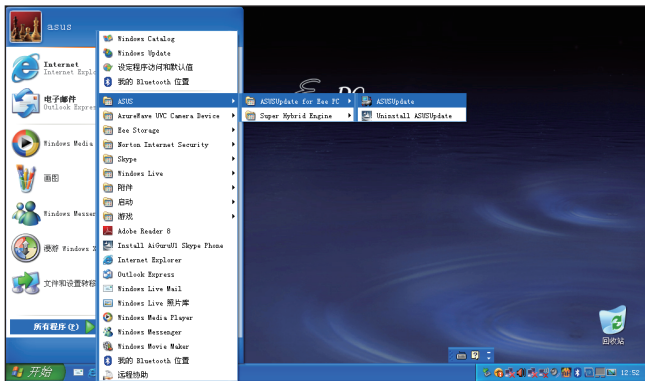 asus
Internet
Internet Explo
电子邮件
Outlook Expres
Windows Media
画图
Windows Messen
漫游 Windows X
文件和设置转移
所有程序(P)
Windows Catalog
Windows Update
设定程序访问和默认值
我的 Bluetooth 位置
ASUS
AzureWave UVC Camera Device
Eee Storage
Norton Internet Security
Skype
Windows Live
附件
启动
游戏
Adobe Reader 8
Install AiGuruU1 Skype Phone
Internet Explorer
Outlook Express
Windows Live Mail
Windows Live 照片库
Windows Media Player
Windows Messenger
Windows Movie Maker
我的 Bluetooth 位置
远程协助
ASUSUpdate for Eee PC
Super Hybrid Engine
ASUSUpdate
Uninstall ASUSUpdate
回收站
开始
12:52